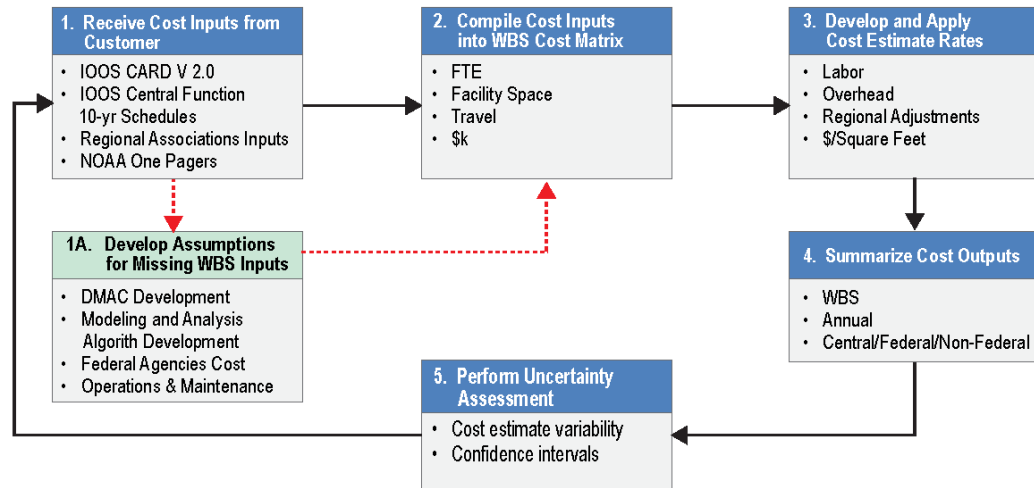 1. Receive Cost Inputs from
Customer
• IOOS CARD V 2.0
• IOOS Central Function
10-yr Schedules
• Regional Associations Inputs
• NOAA One Pagers
2. Compile Cost Inputs
into WBS Cost Matrix
• FTE
• Facility Space
• Travel
• $k
3. Develop and Apply
Cost Estimate Rates
• Labor
• Overhead
• Regional Adjustments
• $/Square Feet
1A. Develop Assumptions
for Missing WBS Inputs
• DMAC Development
• Modeling and Analysis
Algorith Development
• Federal Agencies Cost
• Operations & Maintenance
4. Summarize Cost Outputs
• WBS
• Annual
• Central/Federal/Non-Federal
5. Perform Uncertainty
Assessment
• Cost estimate variability
• Confidence intervals